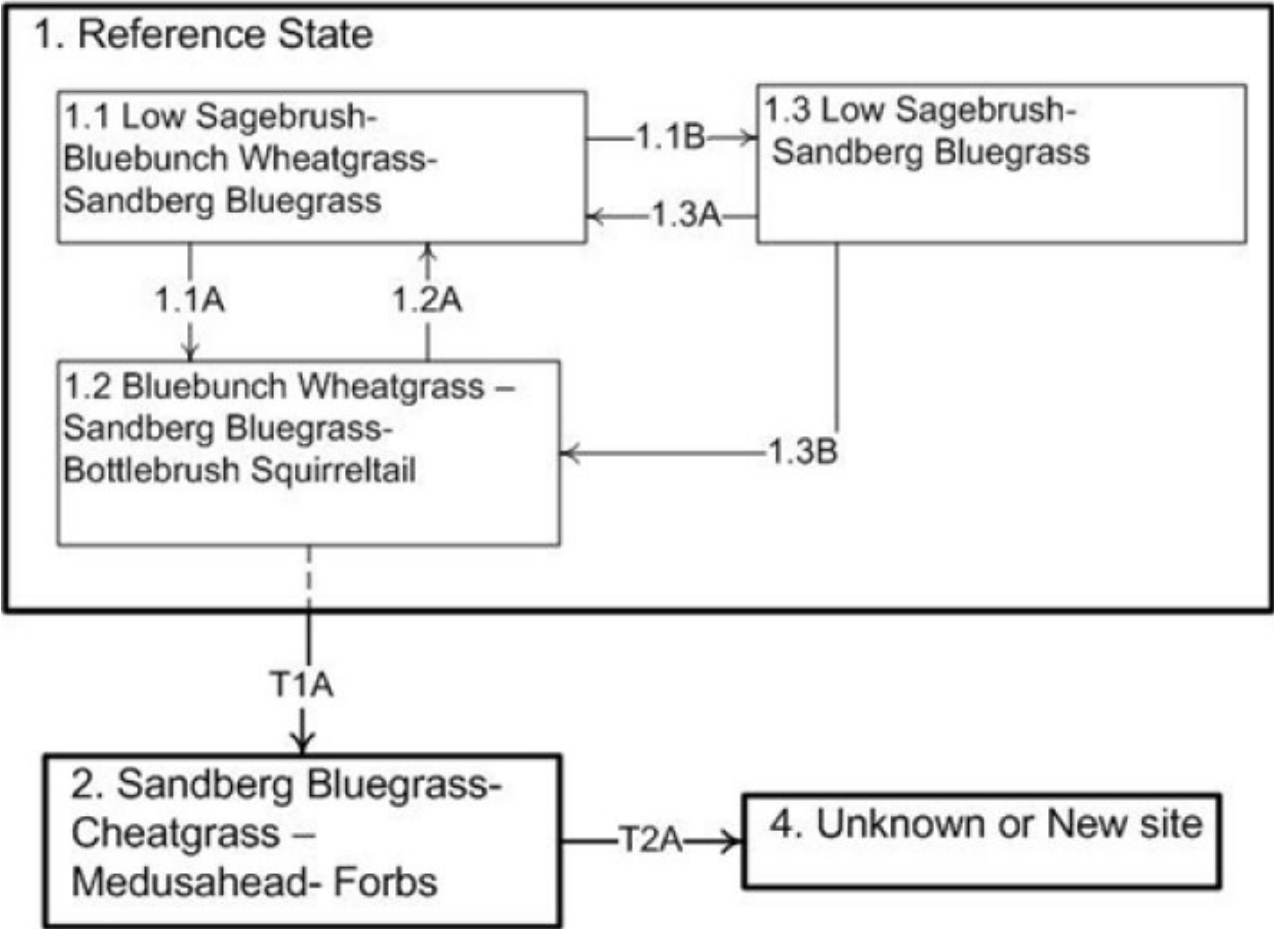 1. Reference State
1.1 Low Sagebrush-
Bluebunch Wheatgrass-
Sandberg Bluegrass
1.1B
1.3A
1.3 Low Sagebrush-
Sandberg Bluegrass
1.1A
1.2A
1.2 Bluebunch Wheatgrass –
Sandberg Bluegrass-
Bottlebrush Squirreltail
1.3B
T1A
2. Sandberg Bluegrass-
Cheatgrass –
Medusahead- Forbs
T2A
4. Unknown or New site